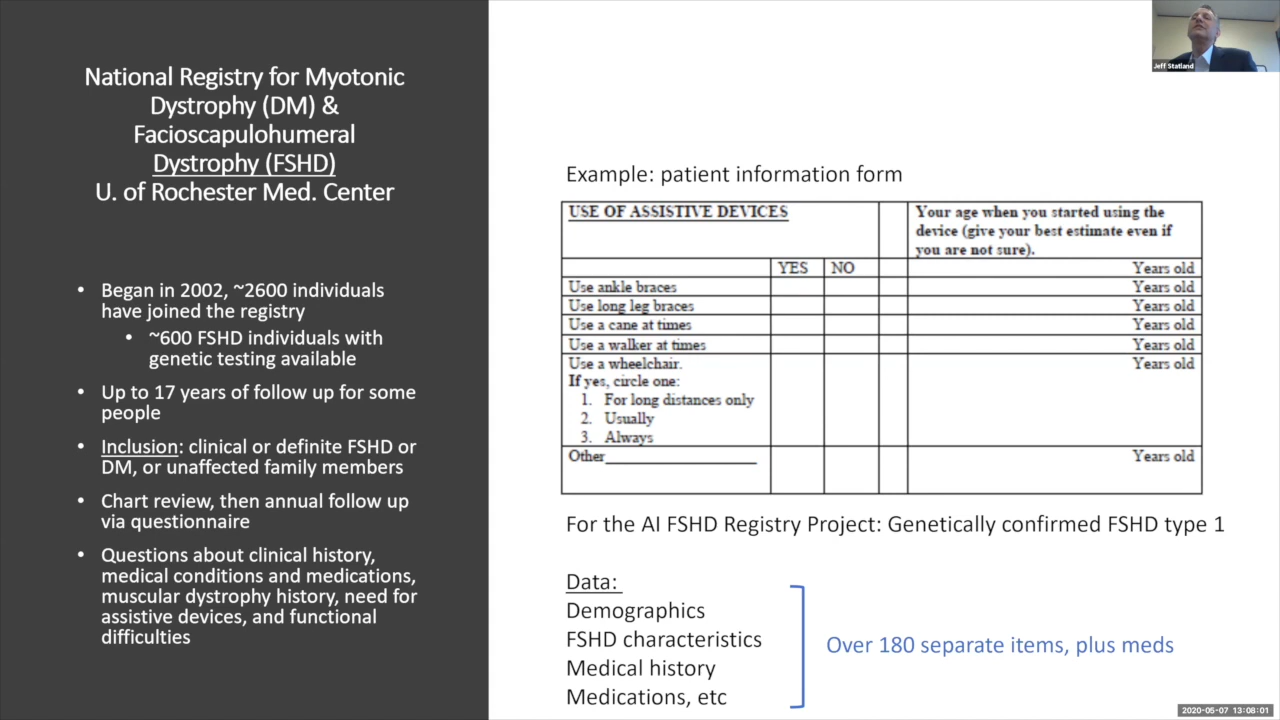 National Registry for Myotonic
Dystrophy (DM) &
Facioscapulohumeral
Dystrophy (FSHD)
U. of Rochester Med. Center
• Began in 2002, ~2600 individuals
have joined the registry
• ~600 FSHD individuals with
genetic testing available
• Up to 17 years of follow up for some
people
• Inclusion: clinical or definite FSHD or
DM, or unaffected family members
• Chart review, then annual follow up
via questionnaire
• Questions about clinical history,
medical conditions and medications,
muscular dystrophy history, need for
assistive devices, and functional
difficulties
Jeff Statland
Example: patient information form
USE OF ASSISTIVE DEVICES
Your age when you started using the
device (give your best estimate even if
you are not sure).
YES NO Years old
Use ankle braces Years old
Use long leg braces Years old
Use a cane at times Years old
Use a walker at times Years old
Use a wheelchair. Years old
If yes, circle one:
1. For long distances only
2. Usually
3. Always
Other Years old
For the AI FSHD Registry Project: Genetically confirmed FSHD type 1
Data:
Demographics
FSHD characteristics
Medical history
Medications, etc
Over 180 separate items, plus meds
2020-05-07 13:08:01